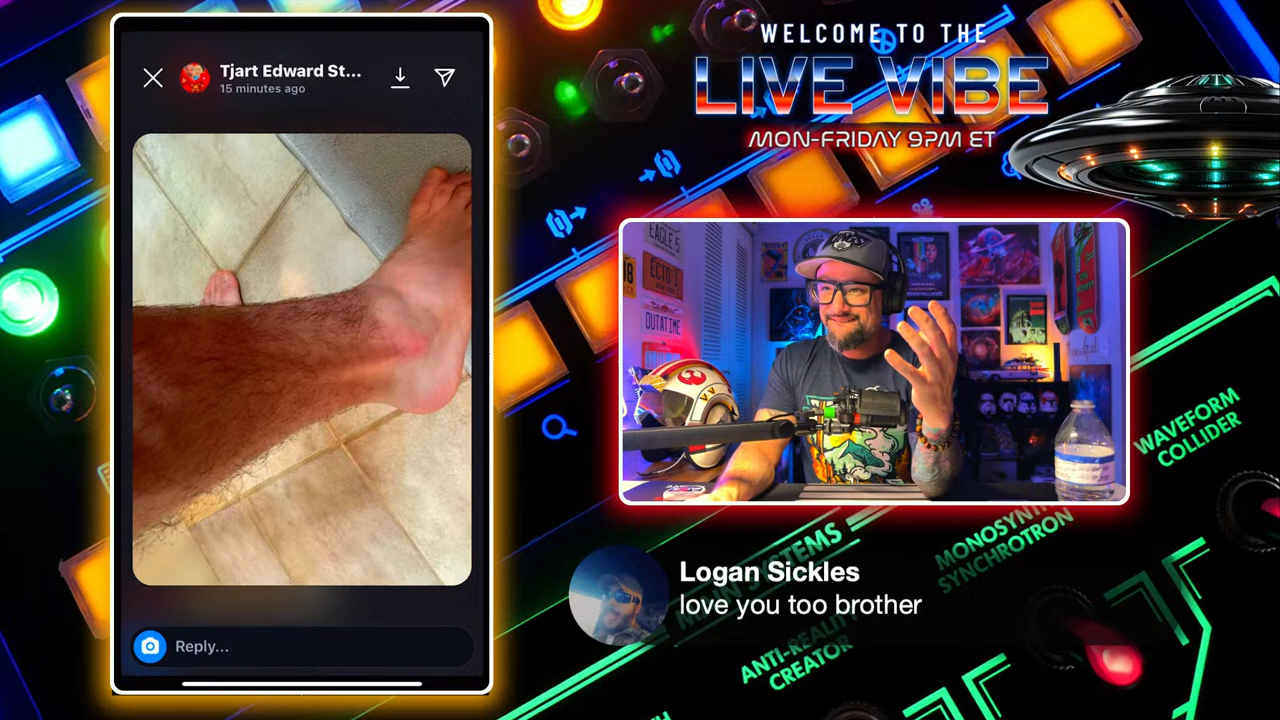 Tjart Edward St...
15 minutes ago
Reply...
WELCOME TO THE
LIVE VIBE
MON-FRIDAY 9PM ET
EAGLE 5
ECTO 1
OUTATIME
Logan Sickles
love you too brother
WAVEFORM
COLLIDER
SYSTEMS
MONOSYNTH
SYNCHROTRON
ANTI-REALITY
CREATOR